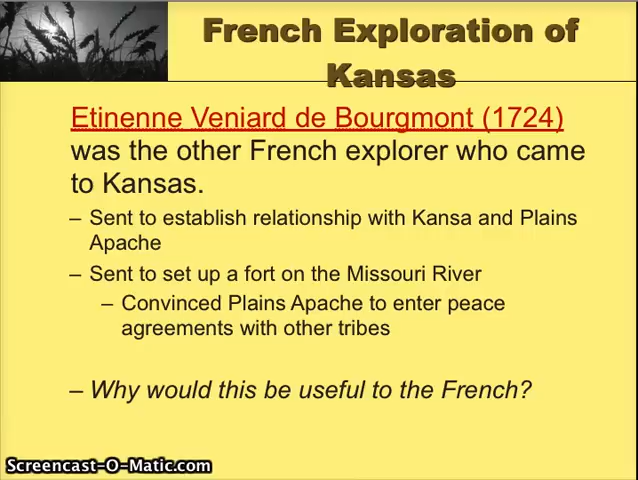 French Exploration of
Kansas
Etinenne Veniard de Bourgmont (1724)
was the other French explorer who came
to Kansas.
– Sent to establish relationship with Kansa and Plains
Apache
– Sent to set up a fort on the Missouri River
– Convinced Plains Apache to enter peace
agreements with other tribes
– Why would this be useful to the French?
Screencast-O-Matic.com